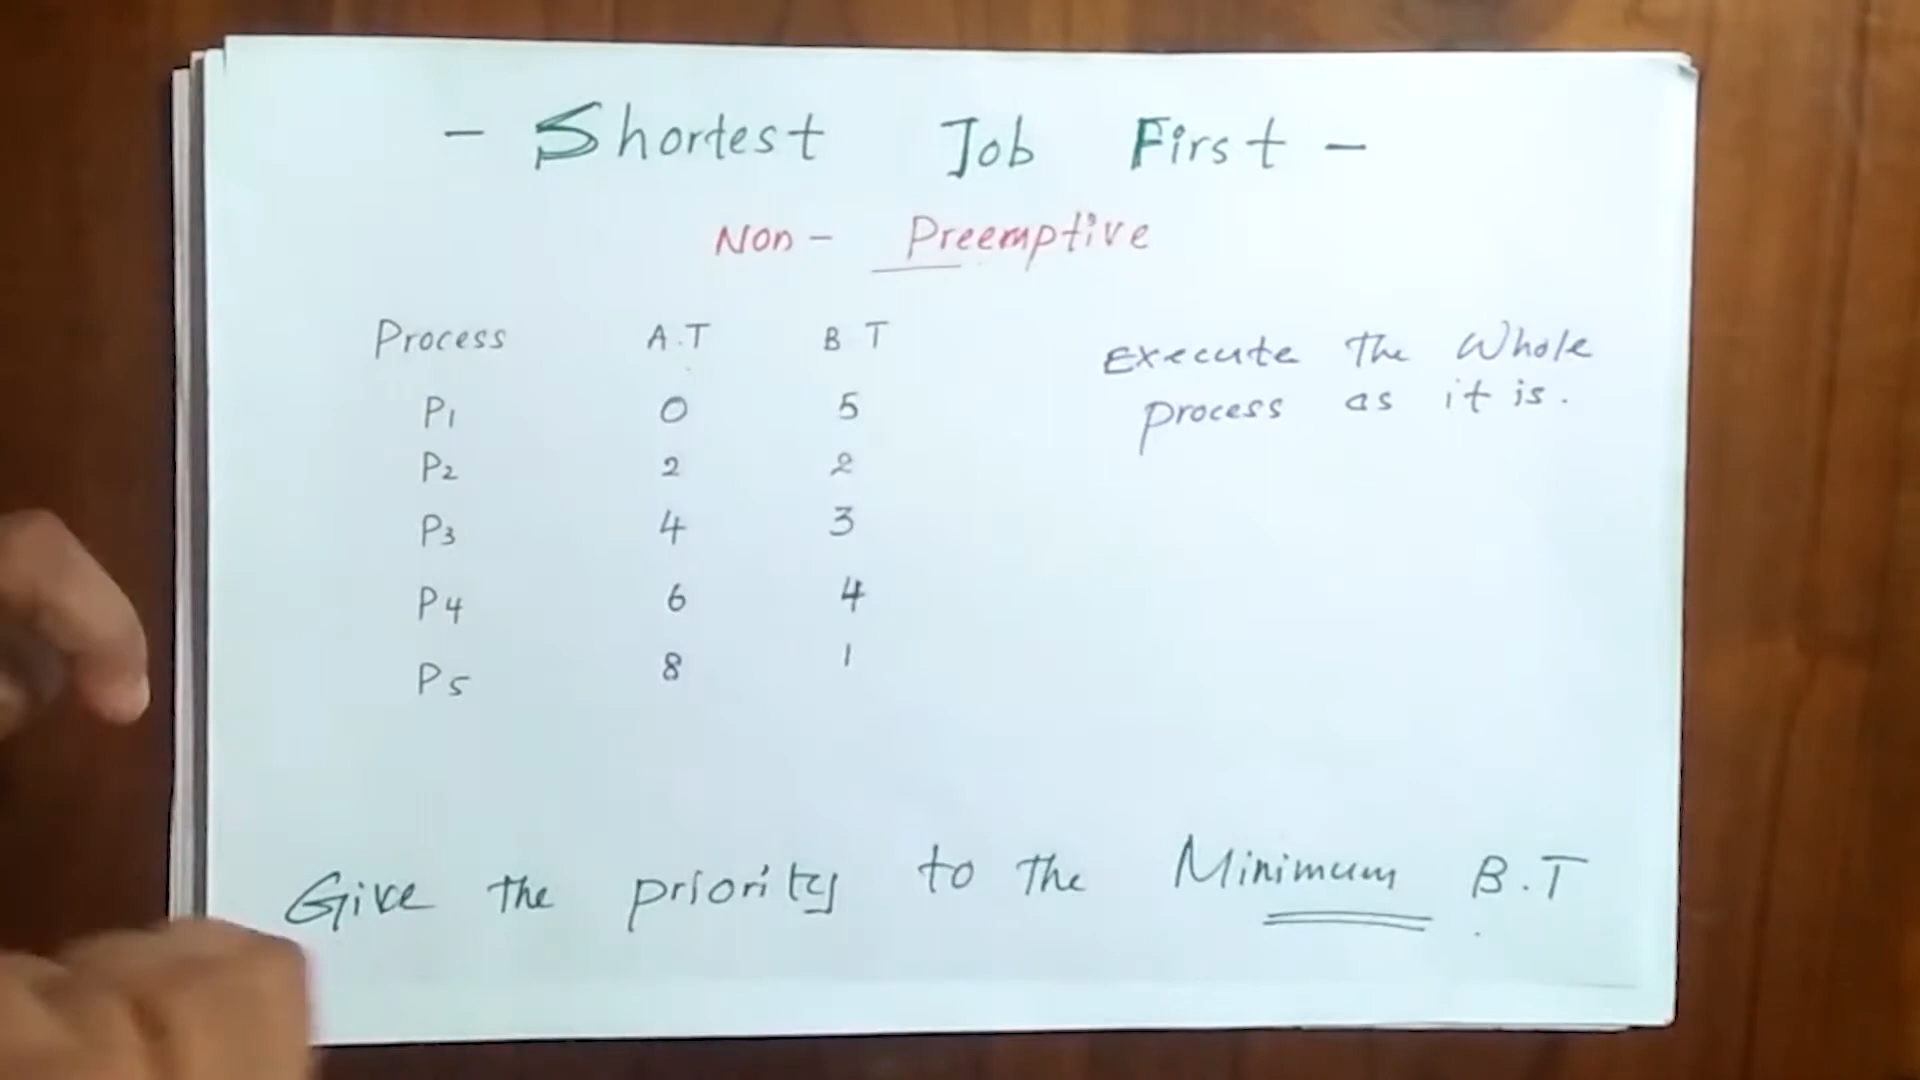 - Shortest Job First -
Non- Preemptive
Process A.T B T
P1 0 5
P2 2 2
P3 4 3
P4 6 4
P5 8 1
Execute The Whole
process as it is.
Give the priority to the Minimum B.T